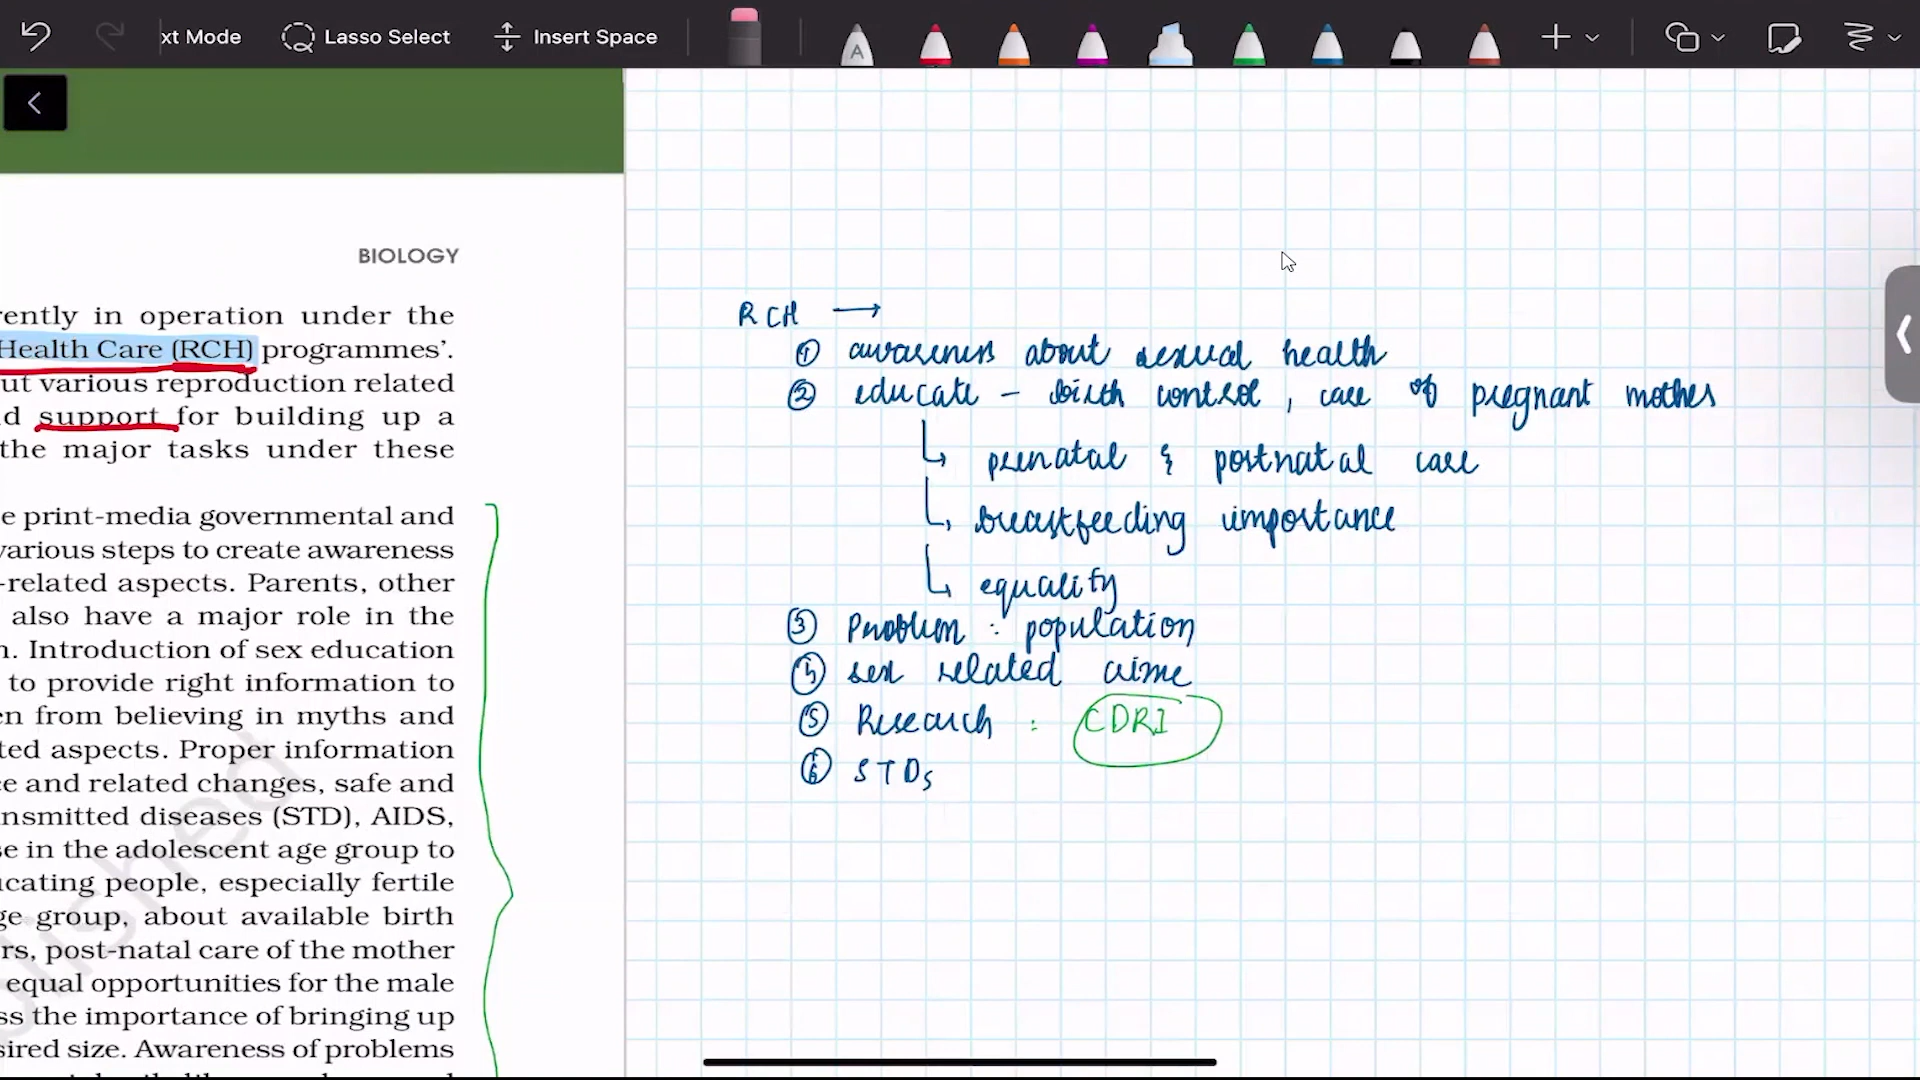 xt Mode Lasso Select Insert Space
A
BIOLOGY
rently in operation under the
Health Care (RCH) programmes’.
ut various reproduction related
d support for building up a
the major tasks under these
e print-media governmental and
various steps to create awareness
-related aspects. Parents, other
also have a major role in the
n. Introduction of sex education
to provide right information to
en from believing in myths and
ted aspects. Proper information
ce and related changes, safe and
nsmitted diseases (STD), AIDS,
se in the adolescent age group to
ucating people, especially fertile
ge group, about available birth
rs, post-natal care of the mother
equal opportunities for the male
ss the importance of bringing up
sired size. Awareness of problems
olished
RCH →
① awareness about sexual health
② educate – birth control, care of pregnant mother
↳ prenatal & postnatal care
↳ breastfeeding importance
↳ equality
③ Problem : population
④ sex related crime
⑤ Research : CDRI
⑥ STDs